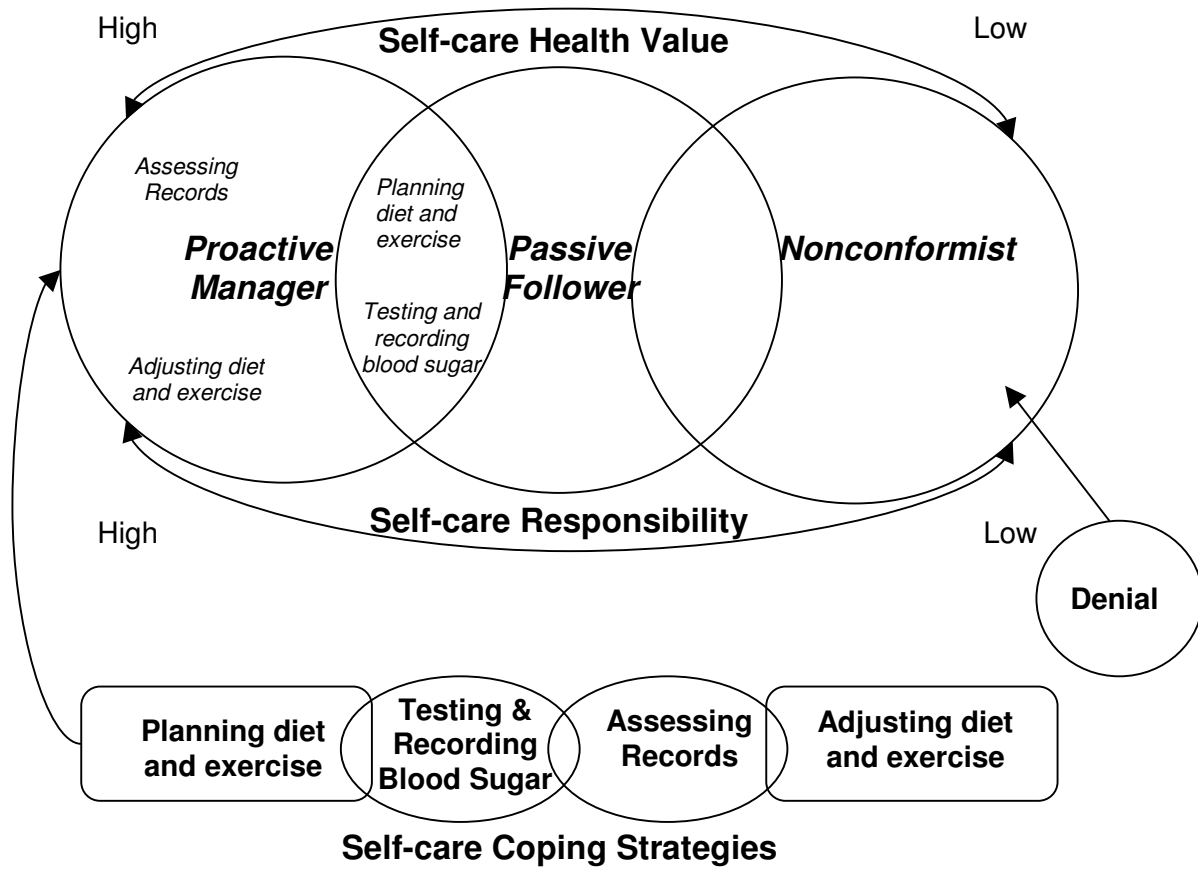 High
Low
Self-care Health Value
Assessing
Records
Planning
diet and
exercise
Proactive
Manager
Passive
Follower
Nonconformist
Testing and
recording
blood sugar
Adjusting diet
and exercise
Self-care Responsibility
High
Low
Denial
Planning diet
and exercise
Testing &
Recording
Blood Sugar
Assessing
Records
Adjusting diet
and exercise
Self-care Coping Strategies